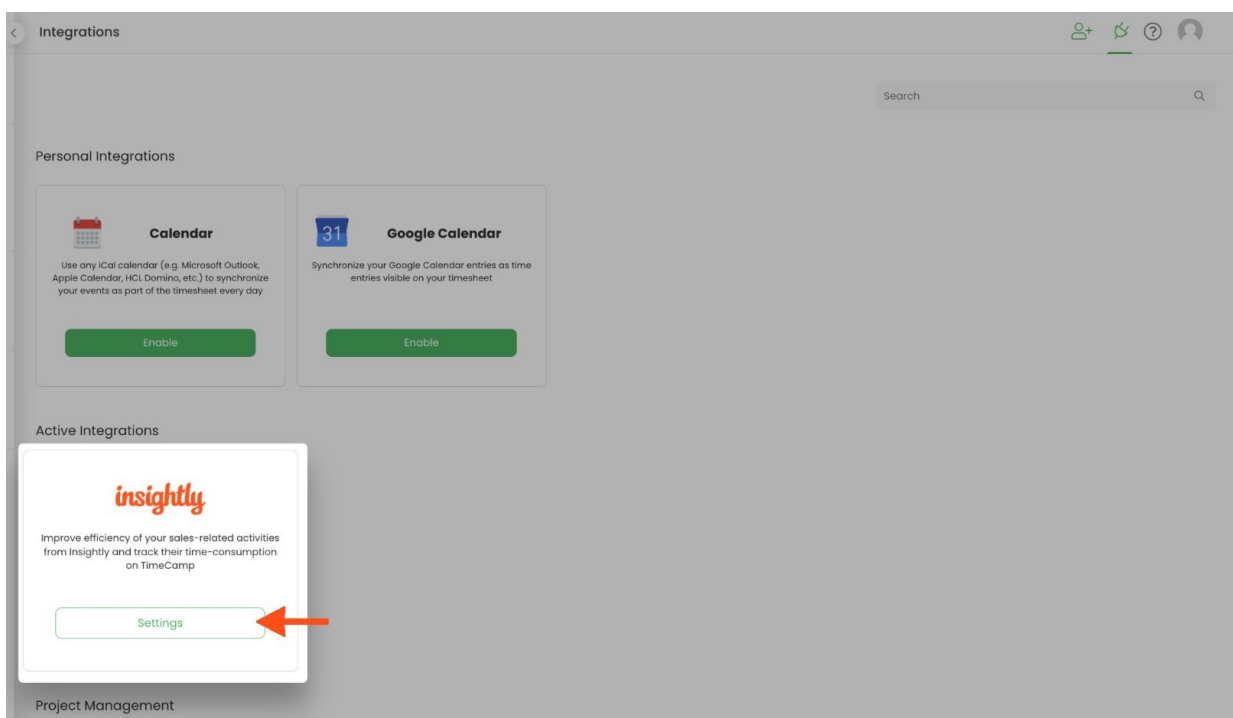 Integrations
?
Search
Personal Integrations
Calendar
Use any iCal calendar (e.g. Microsoft Outlook,
Apple Calendar, HCL Domino, etc.) to synchronize
your events as part of the timesheet every day
Enable
31
Google Calendar
Synchronize your Google Calendar entries as time
entries visible on your timesheet
Enable
Active Integrations
insightly
Improve efficiency of your sales-related activities
from Insightly and track their time-consumption
on TimeCamp
Settings
Project Management